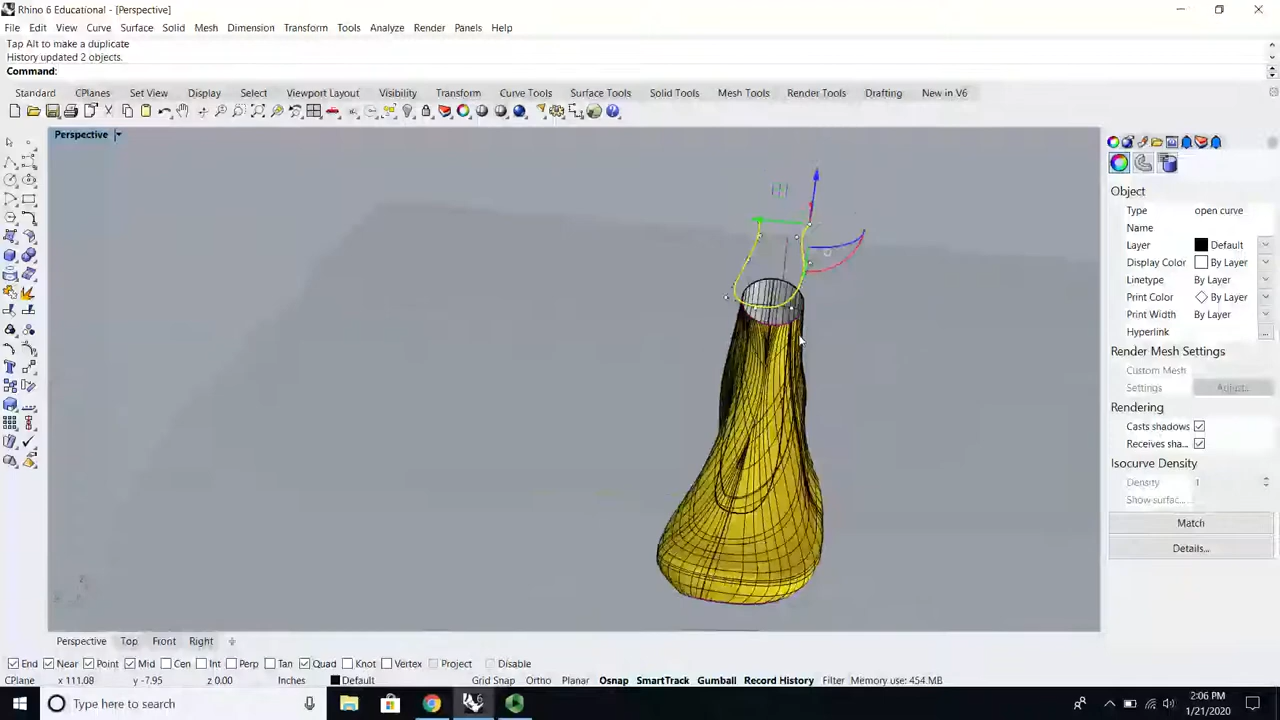 Rhino 6 Educational - [Perspective]
File Edit View Curve Surface Solid Mesh Dimension Transform Tools Analyze Render Panels Help
Tap Alt to make a duplicate
History updated 2 objects.
Command:
Standard CPlanes Set View Display Select Viewport Layout Visibility Transform Curve Tools Surface Tools Solid Tools Mesh Tools Render Tools Drafting New in V6
Perspective
Object
Type open curve
Name
Layer Default
Display Color By Layer
Linetype By Layer
Print Color By Layer
Print Width By Layer
Hyperlink ...
Render Mesh Settings
Custom Mesh
Settings Adjust...
Rendering
Casts shadows
Receives sha...
Isocurve Density
Density 1
Show surfac...
Match
Details...
Perspective Top Front Right
End Near Point Mid Cen Int Perp Tan Quad Knot Vertex Project Disable
CPlane x 111.08 y -7.95 z 0.00 Inches Default Grid Snap Ortho Planar Osnap SmartTrack Gumball Record History Filter Memory use: 454 MB
Type here to search
2:06 PM
1/21/2020